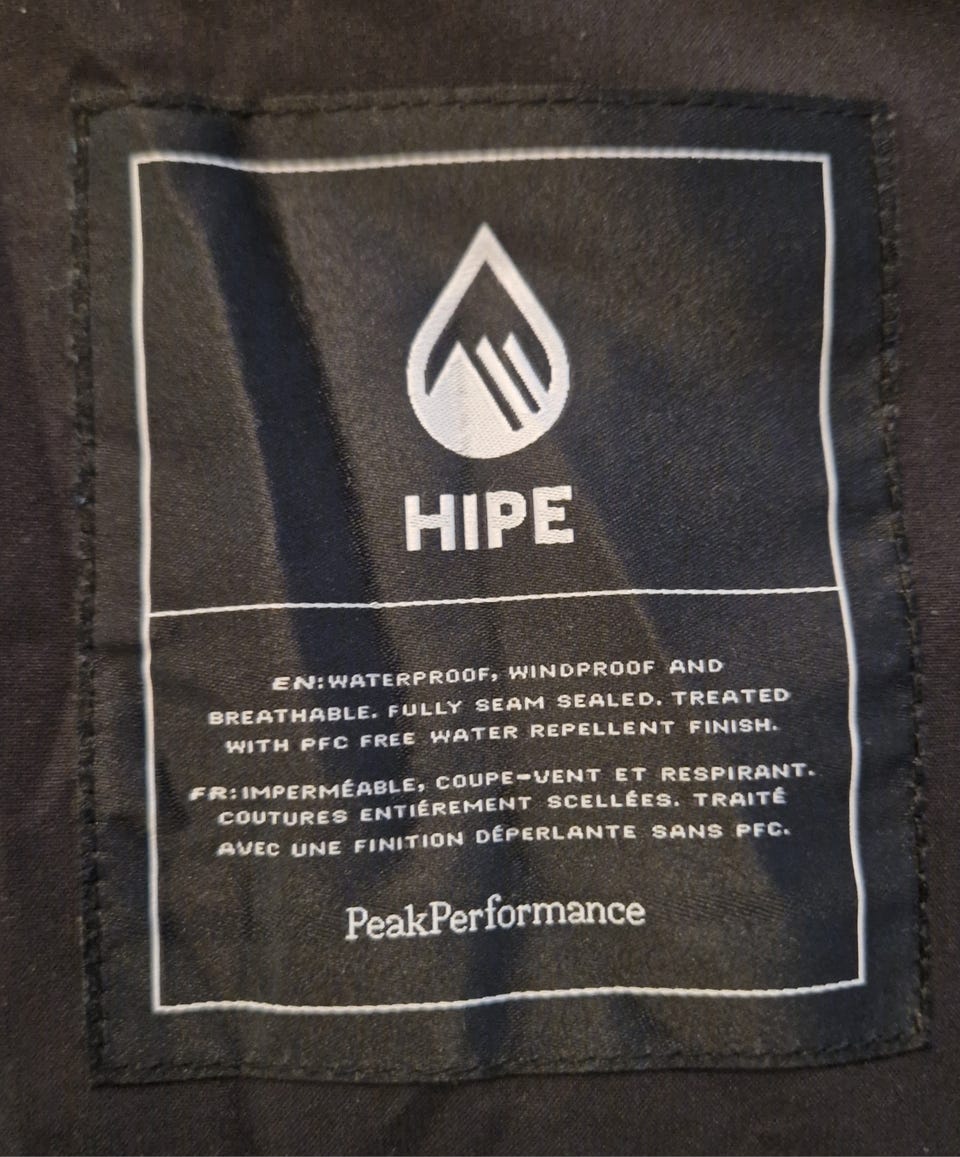 HIPE
EN:WATERPROOF, WINDPROOF AND
BREATHABLE. FULLY SEAM SEALED. TREATED
WITH PFC FREE WATER REPELLENT FINISH.
FR:IMPERMÉABLE, COUPE-VENT ET RESPIRANT.
COUTURES ENTIÉREMENT SCELLÉES. TRAITÉ
AVEC UNE FINITION DÉPERLANTE SANS PFC.
PeakPerformance